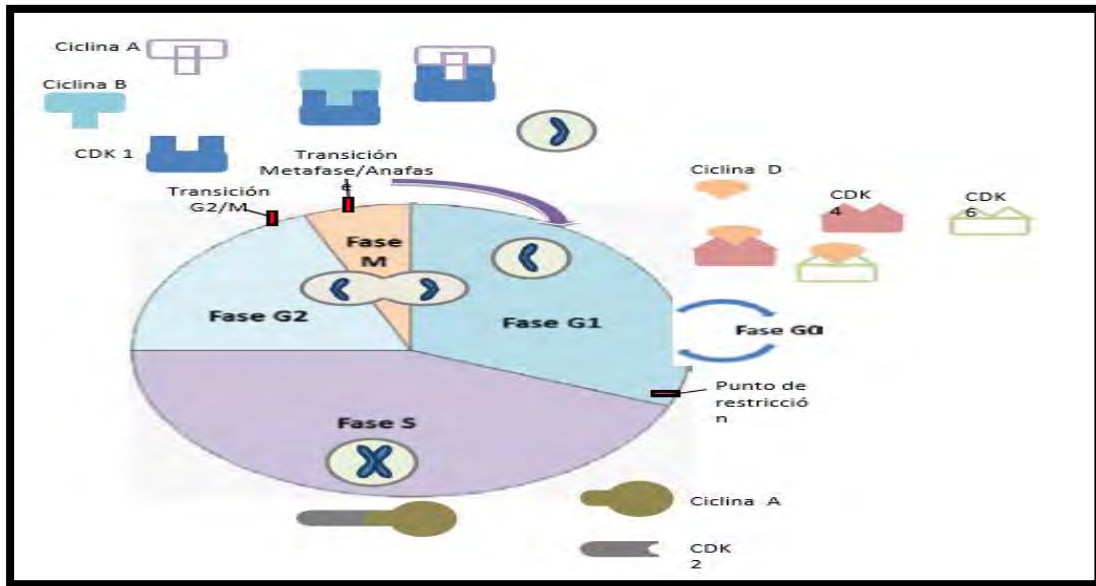 Ciclina A
Ciclina B
CDK 1
Transición
Metafase/Anafas
e
Transición
G2/M
Ciclina D
CDK
4
CDK
6
Fase
M
Fase G2
Fase G1
Fase G0
Punto de
restricció
n
Fase S
Ciclina A
CDK
2